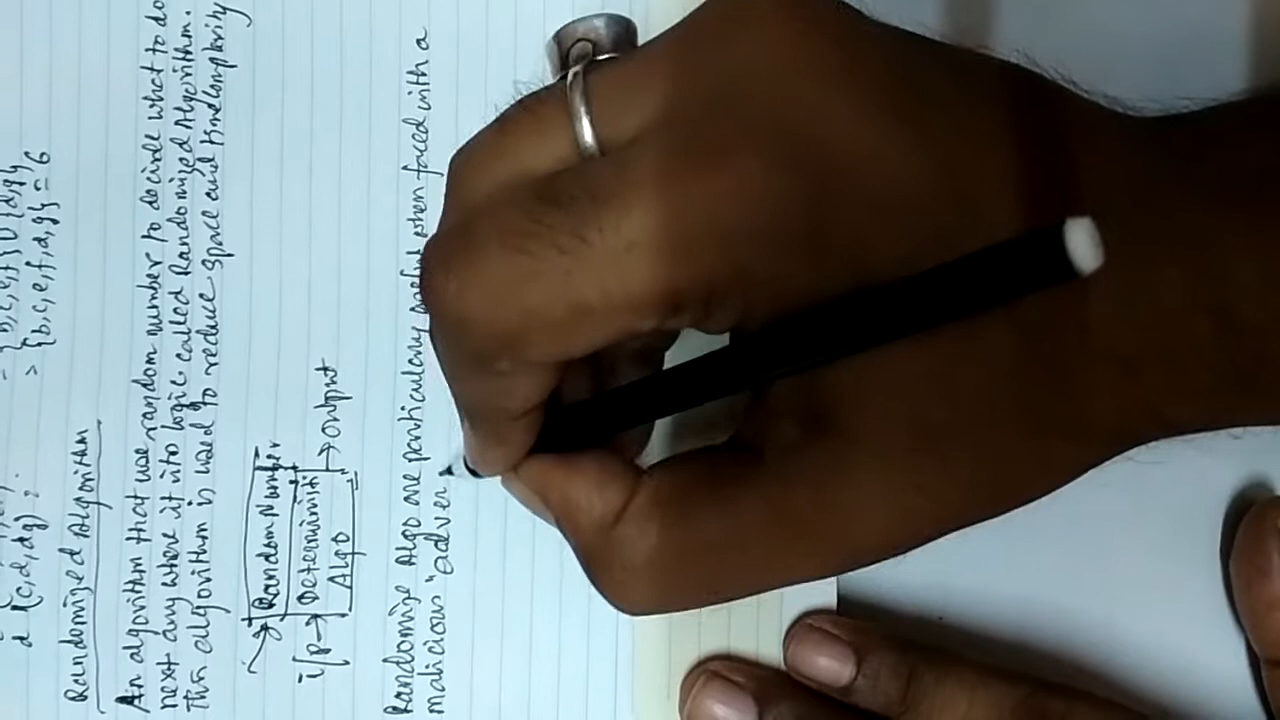 - {b,c,e,f} U {d,g}
> {b,c,e,f,d,g} = 6
d {c,d,dg} ?
Randomized Algorithm
An algorithm that use random number to decide what to do
next any where it into logic called Randomized Algorithm.
This algorithm is used to reduce space and time complexity
Random Number
i/p → Deterministi → output
Algo
Randomize Algo are particulary useful when faced with a
malicious "adver